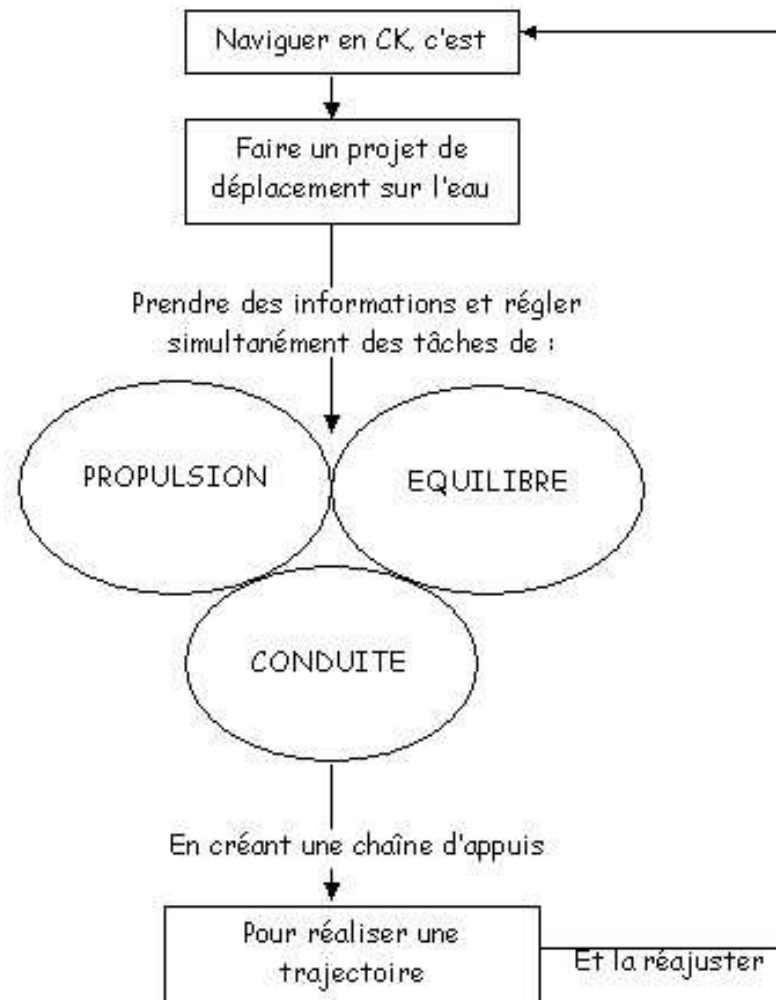 Naviguer en CK, c'est
Faire un projet de
déplacement sur l'eau
Prendre des informations et régler
simultanément des tâches de :
PROPULSION
EQUILIBRE
CONDUITE
En créant une chaîne d'appuis
Pour réaliser une
trajectoire
Et la réajuster